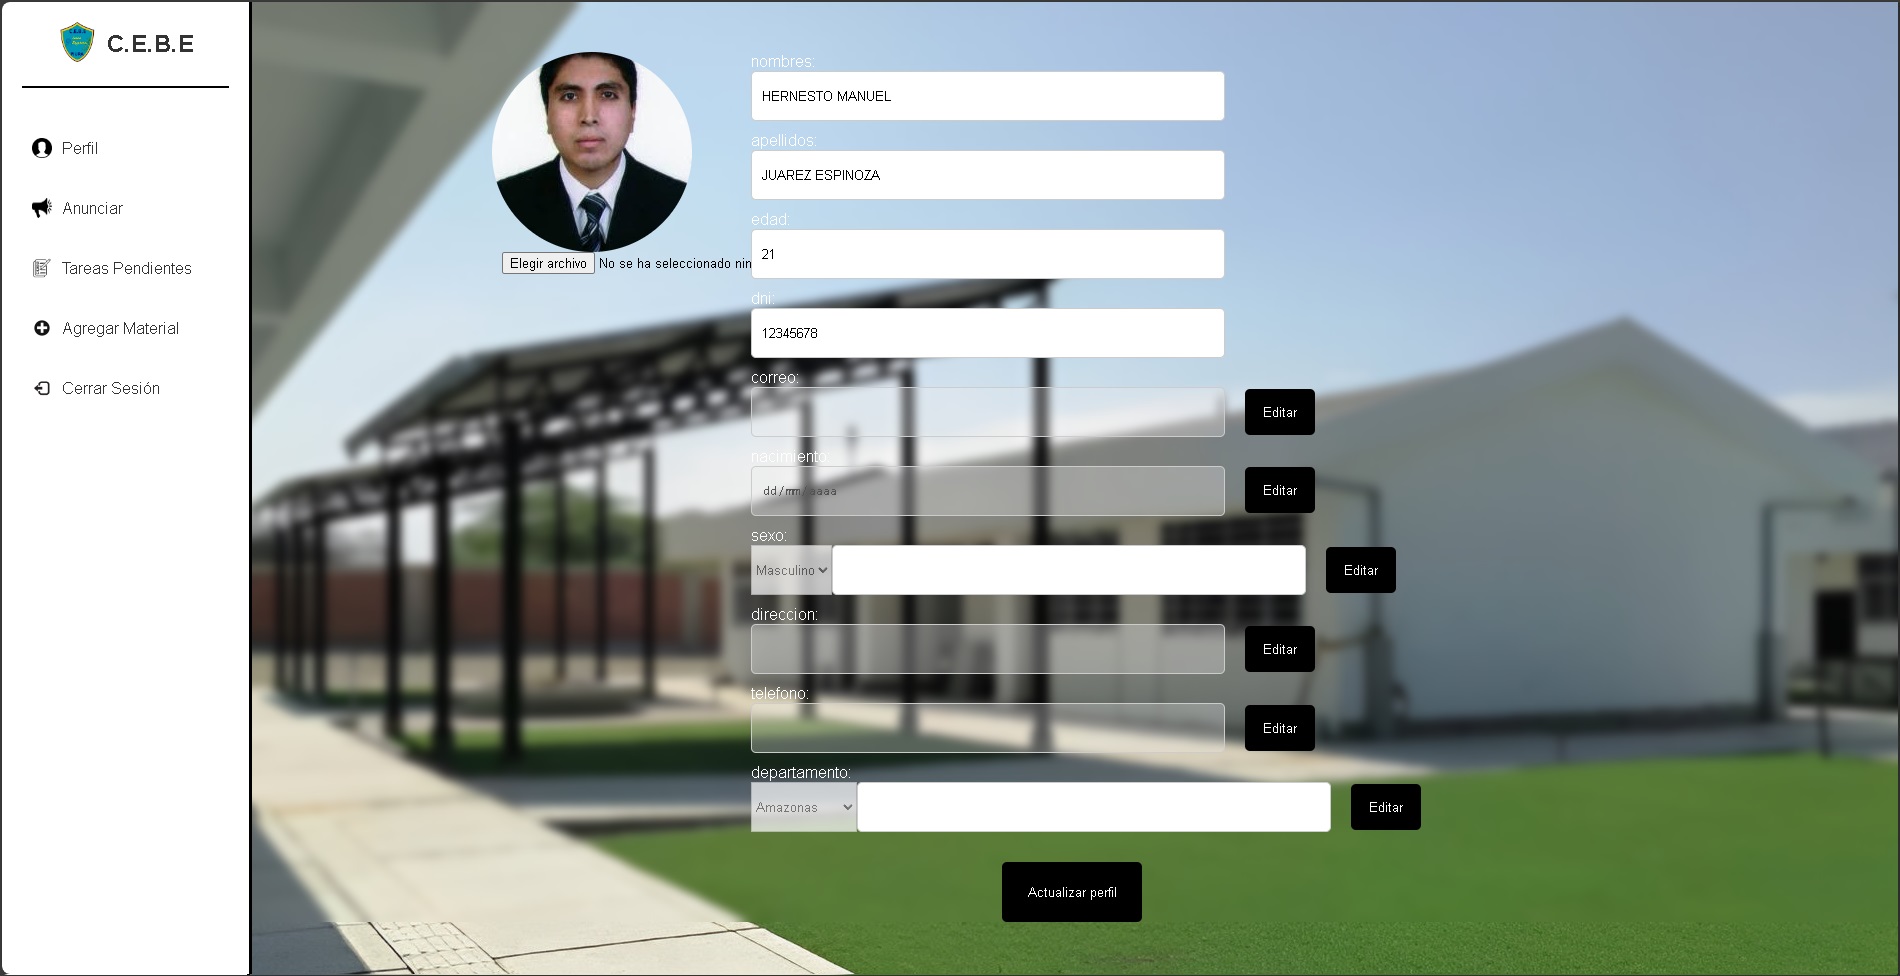 C.E.B.E
Perfil
Anunciar
Tareas Pendientes
Agregar Material
Cerrar Sesión
Elegir archivo No se ha seleccionado nin
nombres:
HERNESTO MANUEL
apellidos:
JUAREZ ESPINOZA
edad:
21
dni:
12345678
correo:
Editar
nacimiento:
dd/mm/aaaa
Editar
sexo:
Masculino
Editar
direccion:
Editar
telefono:
Editar
departamento:
Amazonas
Editar
Actualizar perfil